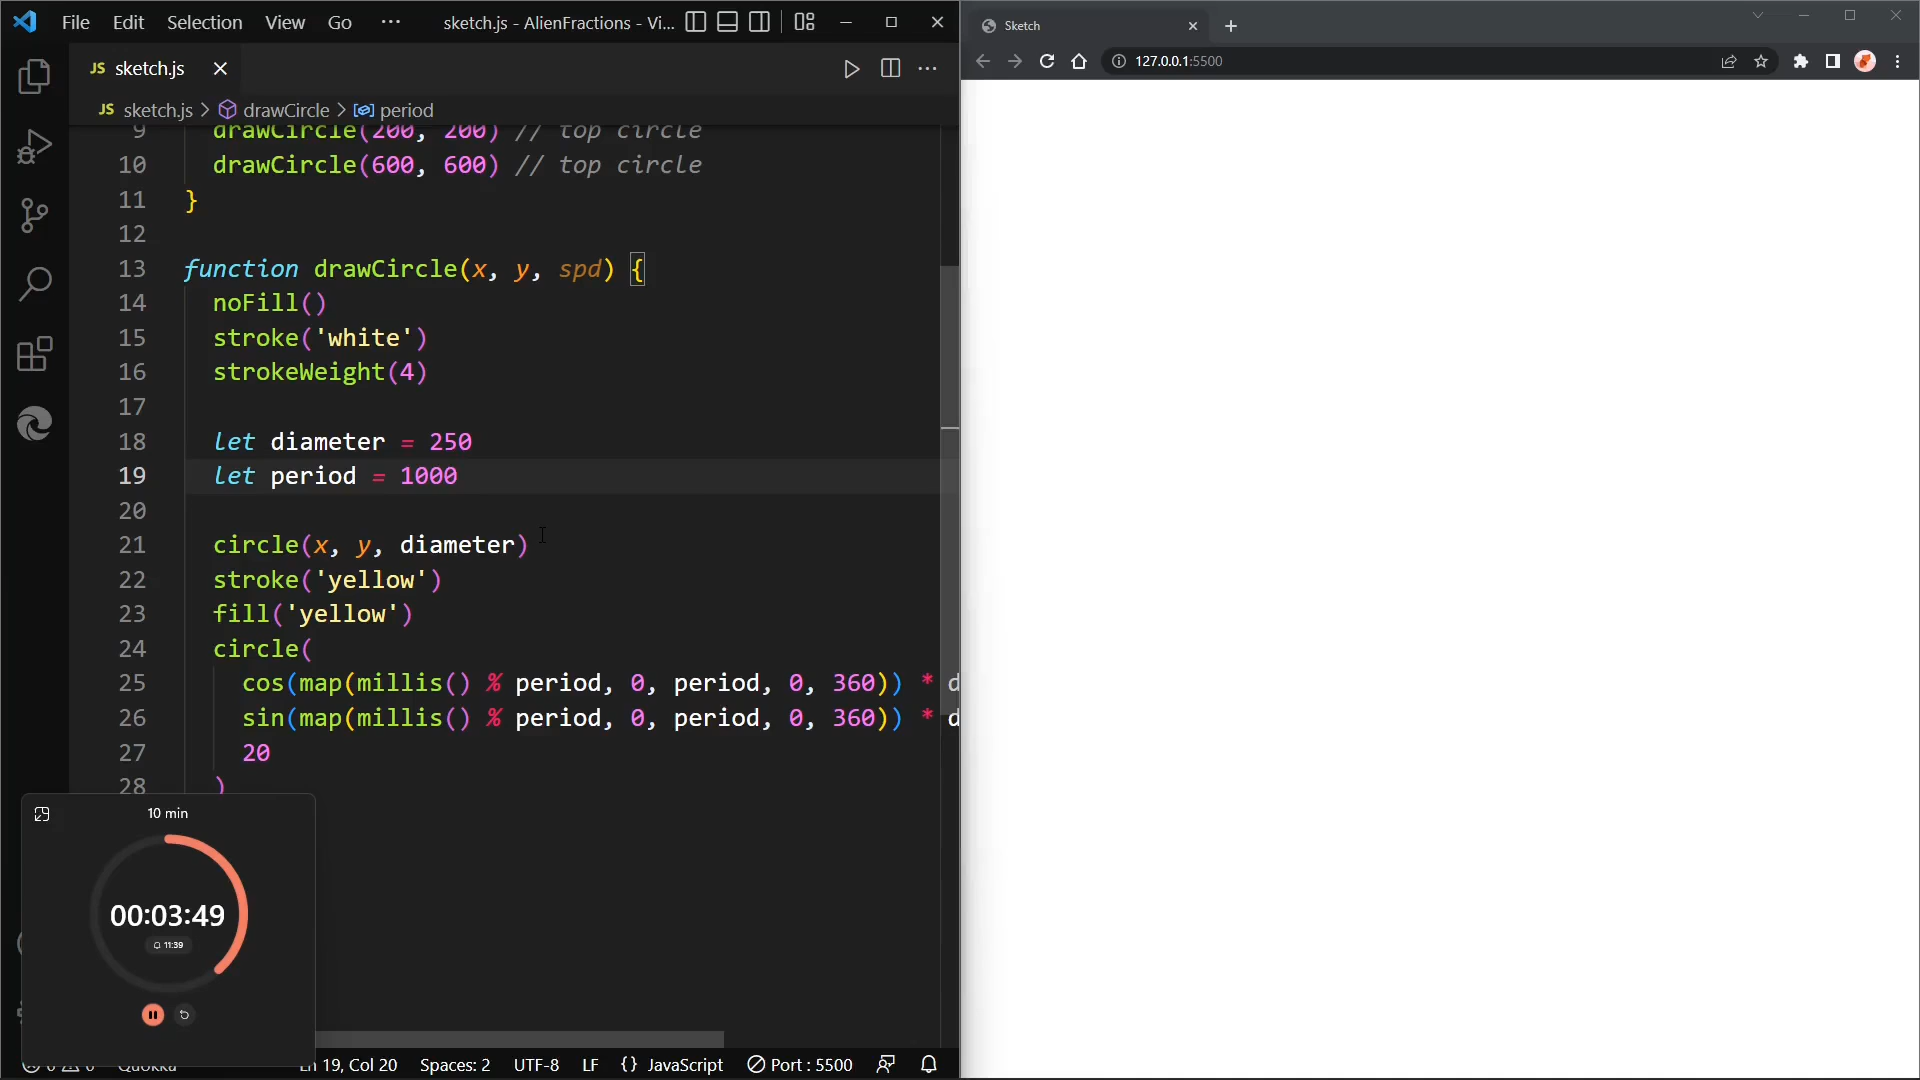 File Edit Selection View Go ··· sketch.js - AlienFractions - Vi...
JS sketch.js
JS sketch.js > drawCircle > period
9 drawCircle(200, 200) // top circle
10 drawCircle(600, 600) // top circle
11 }
12
13 function drawCircle(x, y, spd) {
14 noFill()
15 stroke('white')
16 strokeWeight(4)
17
18 let diameter = 250
19 let period = 1000
20
21 circle(x, y, diameter)
22 stroke('yellow')
23 fill('yellow')
24 circle(
25 cos(map(millis() % period, 0, period, 0, 360)) * d
26 sin(map(millis() % period, 0, period, 0, 360)) * d
27 20
28 )
10 min
00:03:49
11:39
Quokka Ln 19, Col 20 Spaces: 2 UTF-8 LF {} JavaScript Port : 5500
Sketch
127.0.0.1:5500